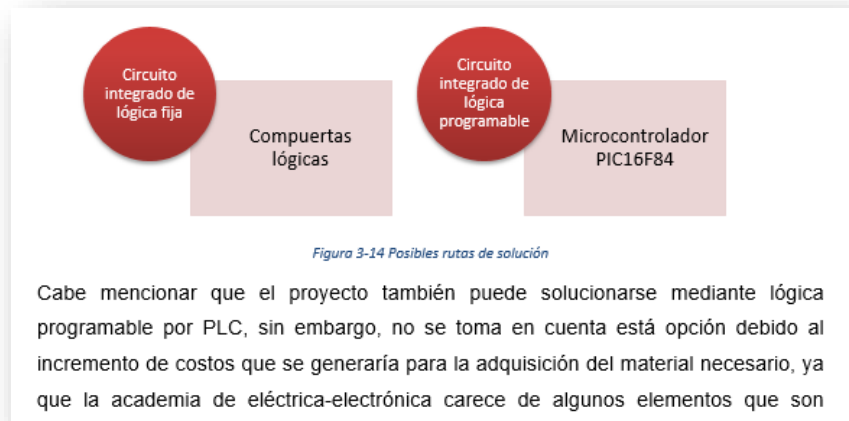 Circuito
integrado de
lógica fija
Compuertas
lógicas
Circuito
integrado de
lógica
programable
Microcontrolador
PIC16F84
Figura 3-14 Posibles rutas de solución
Cabe mencionar que el proyecto también puede solucionarse mediante lógica
programable por PLC, sin embargo, no se toma en cuenta está opción debido al
incremento de costos que se generaría para la adquisición del material necesario, ya
que la academia de eléctrica-electrónica carece de algunos elementos que son